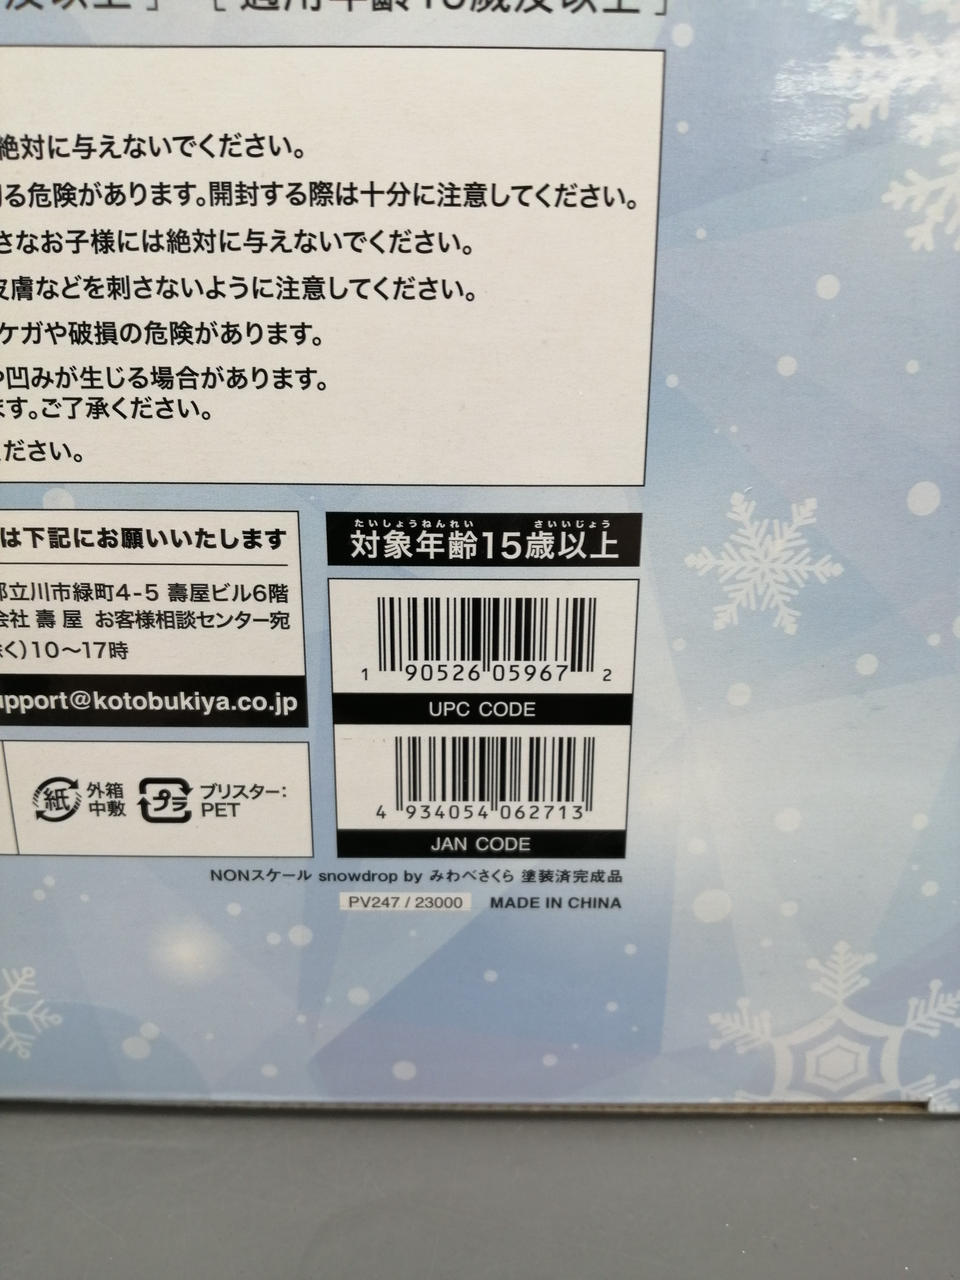 [適用年齡15歲及以上]
絶対に与えないでください。
る危険があります。開封する際は十分に注意してください。
さなお子様には絶対に与えないでください。
皮膚などを刺さないように注意してください。
ケガや破損の危険があります。
や凹みが生じる場合があります。
ます。ご了承ください。
ください。
は下記にお願いいたします
都立川市緑町4-5 壽屋ビル6階
会社 壽屋 お客様相談センター宛
く)10〜17時
upport@kotobukiya.co.jp
紙 外箱 中敷
プラ ブリスター: PET
たいしょうねんれい さいいじょう
対象年齢15歳以上
1 90526 05967 2
UPC CODE
4 934054 062713
JAN CODE
NONスケール snowdrop by みわべさくら 塗装済完成品
PV247 / 23000 MADE IN CHINA